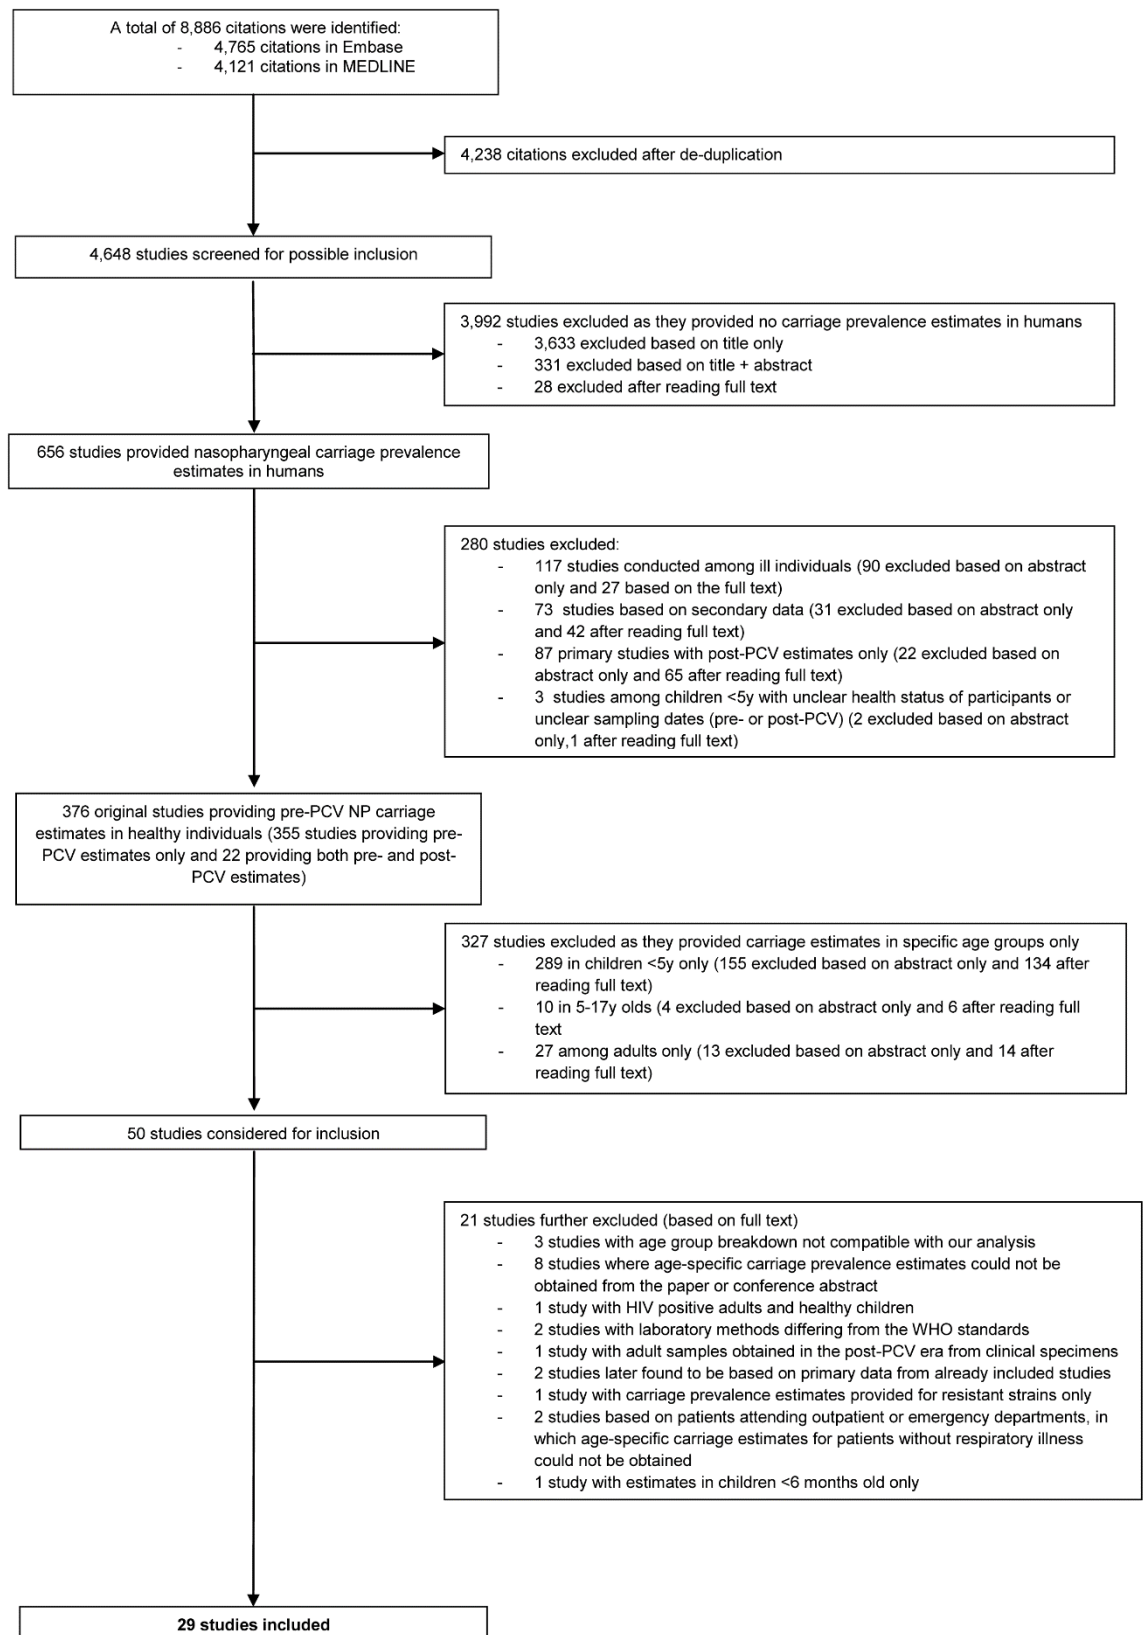 A total of 8,886 citations were identified:
- 4,765 citations in Embase
- 4,121 citations in MEDLINE
4,238 citations excluded after de-duplication
4,648 studies screened for possible inclusion
3,992 studies excluded as they provided no carriage prevalence estimates in humans
- 3,633 excluded based on title only
- 331 excluded based on title + abstract
- 28 excluded after reading full text
656 studies provided nasopharyngeal carriage prevalence
estimates in humans
280 studies excluded:
- 117 studies conducted among ill individuals (90 excluded based on abstract
only and 27 based on the full text)
- 73 studies based on secondary data (31 excluded based on abstract only
and 42 after reading full text)
- 87 primary studies with post-PCV estimates only (22 excluded based on
abstract only and 65 after reading full text)
- 3 studies among children <5y with unclear health status of participants or
unclear sampling dates (pre- or post-PCV) (2 excluded based on abstract
only,1 after reading full text)
376 original studies providing pre-PCV NP carriage
estimates in healthy individuals (355 studies providing pre-
PCV estimates only and 22 providing both pre- and post-
PCV estimates)
327 studies excluded as they provided carriage estimates in specific age groups only
- 289 in children <5y only (155 excluded based on abstract only and 134 after
reading full text)
- 10 in 5-17y olds (4 excluded based on abstract only and 6 after reading full
text
- 27 among adults only (13 excluded based on abstract only and 14 after
reading full text)
50 studies considered for inclusion
21 studies further excluded (based on full text)
- 3 studies with age group breakdown not compatible with our analysis
- 8 studies where age-specific carriage prevalence estimates could not be
obtained from the paper or conference abstract
- 1 study with HIV positive adults and healthy children
- 2 studies with laboratory methods differing from the WHO standards
- 1 study with adult samples obtained in the post-PCV era from clinical specimens
- 2 studies later found to be based on primary data from already included studies
- 1 study with carriage prevalence estimates provided for resistant strains only
- 2 studies based on patients attending outpatient or emergency departments, in
which age-specific carriage estimates for patients without respiratory illness
could not be obtained
- 1 study with estimates in children <6 months old only
29 studies included